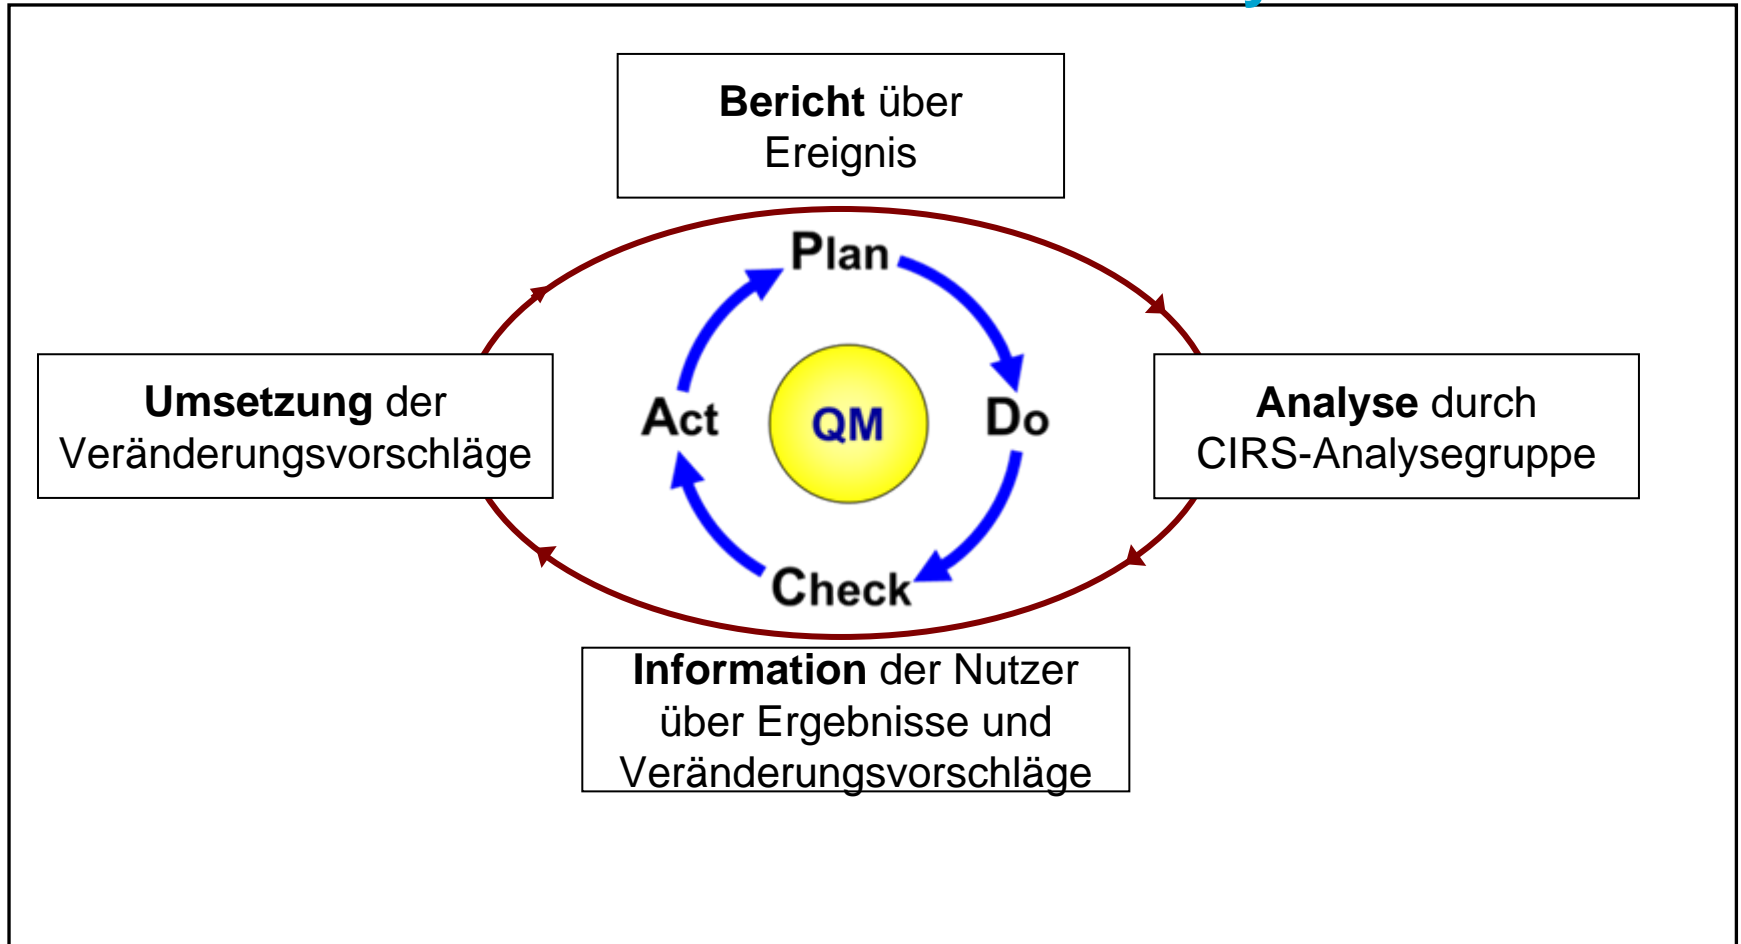 Bericht über
Ereignis
Plan
Umsetzung der
Veränderungsvorschläge
Act
QM
Do
Analyse durch
CIRS-Analysegruppe
Check
Information der Nutzer
über Ergebnisse und
Veränderungsvorschläge